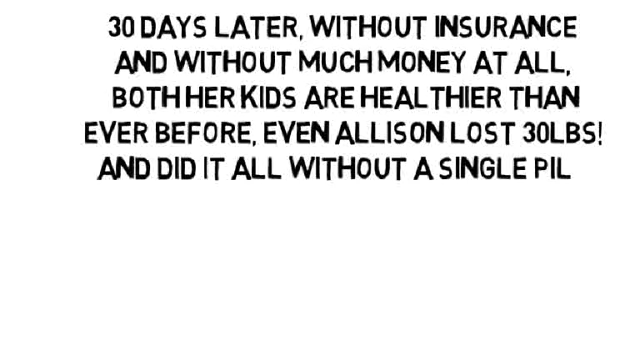 30 DAYS LATER, WITHOUT INSURANCE
AND WITHOUT MUCH MONEY AT ALL,
BOTH HER KIDS ARE HEALTHIER THAN
EVER BEFORE, EVEN ALLISON LOST 30LBS!
AND DID IT ALL WITHOUT A SINGLE PIL